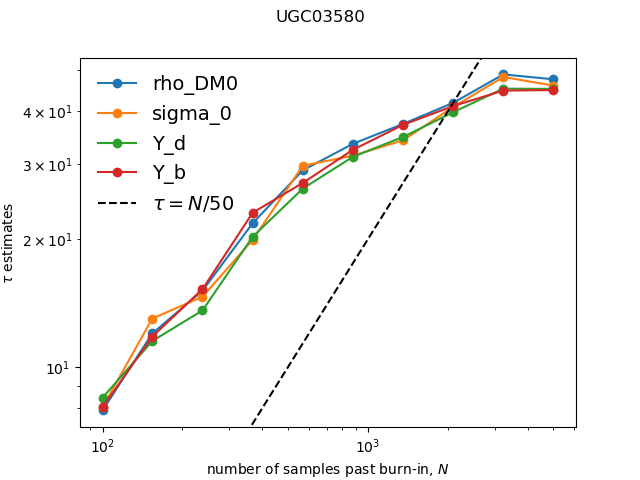 UGC03580
rho_DM0
sigma_0
Y_d
Y_b
τ = N/50
4 × 10¹
3 × 10¹
2 × 10¹
10¹
τ estimates
10² 10³
number of samples past burn-in, N